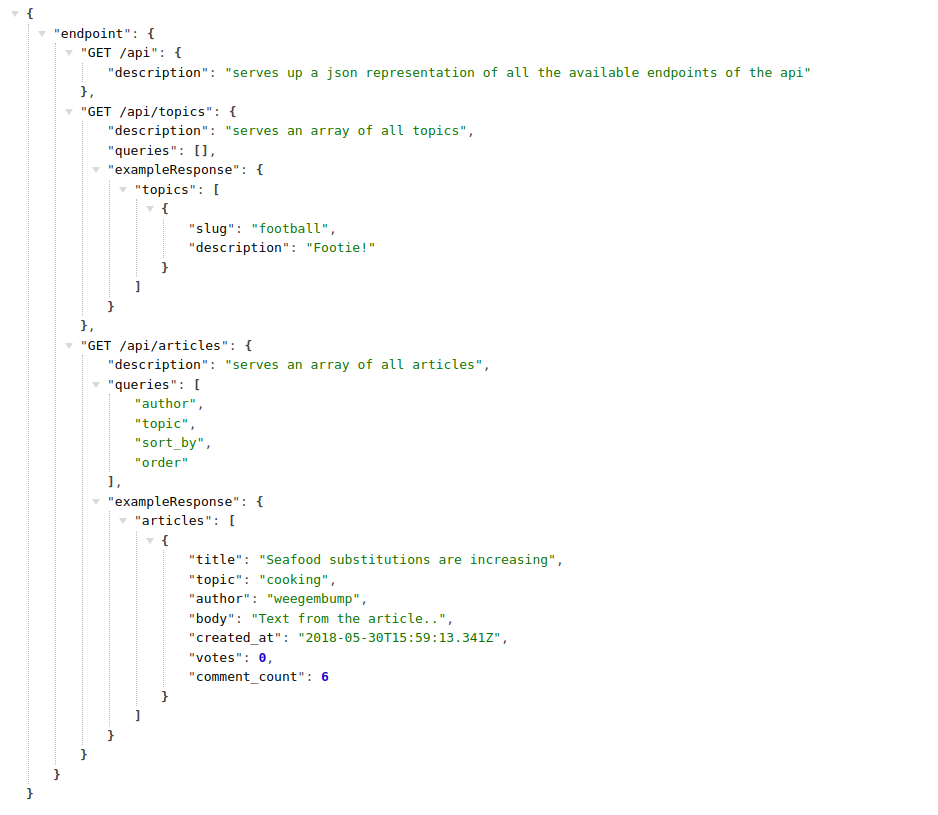 {
"endpoint": {
"GET /api": {
"description": "serves up a json representation of all the available endpoints of the api"
},
"GET /api/topics": {
"description": "serves an array of all topics",
"queries": [],
"exampleResponse": {
"topics": [
{
"slug": "football",
"description": "Footie!"
}
]
}
},
"GET /api/articles": {
"description": "serves an array of all articles",
"queries": [
"author",
"topic",
"sort_by",
"order"
],
"exampleResponse": {
"articles": [
{
"title": "Seafood substitutions are increasing",
"topic": "cooking",
"author": "weegembump",
"body": "Text from the article..",
"created_at": "2018-05-30T15:59:13.341Z",
"votes": 0,
"comment_count": 6
}
]
}
}
}
}